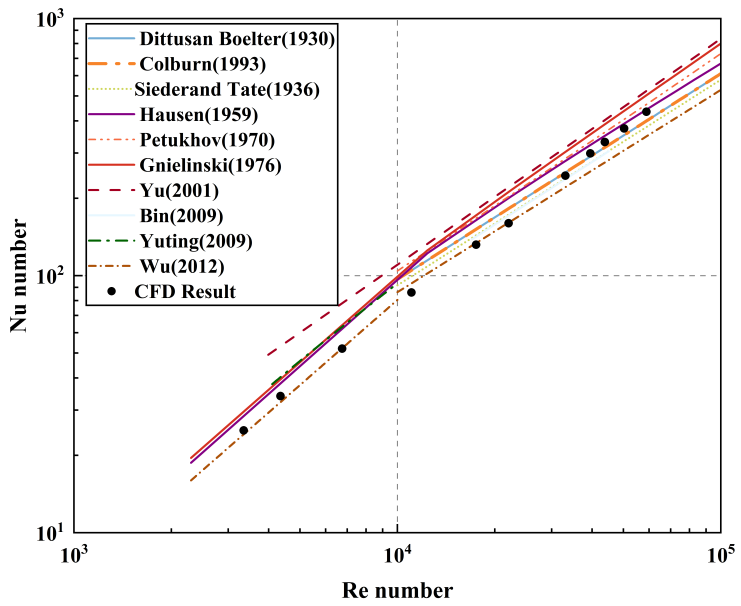 10³
Dittusan Boelter(1930)
Colburn(1993)
Siederand Tate(1936)
Hausen(1959)
Petukhov(1970)
Gnielinski(1976)
Yu(2001)
Bin(2009)
Yuting(2009)
Wu(2012)
CFD Result
Nu number
10²
10¹
10³
10⁴
10⁵
Re number